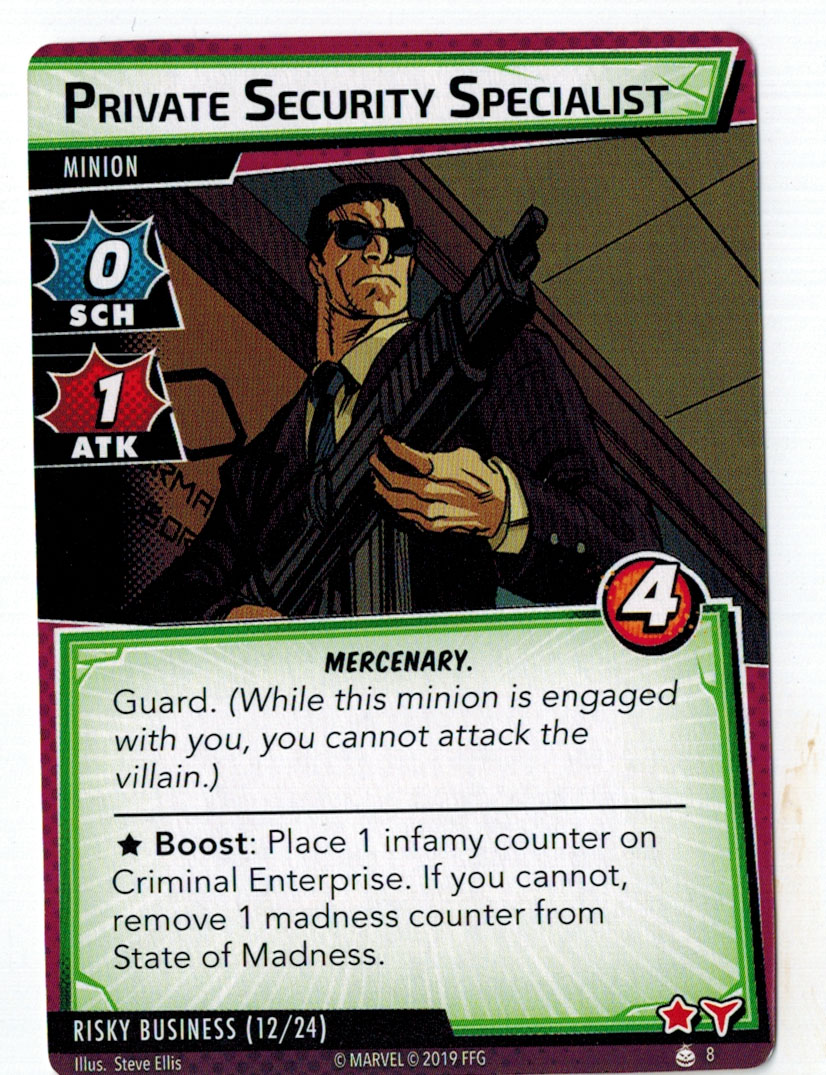 PRIVATE SECURITY SPECIALIST
MINION
0
SCH
1
ATK
4
MERCENARY.
Guard. (While this minion is engaged
with you, you cannot attack the
villain.)
★ Boost: Place 1 infamy counter on
Criminal Enterprise. If you cannot,
remove 1 madness counter from
State of Madness.
RISKY BUSINESS (12/24)
Illus. Steve Ellis
© MARVEL © 2019 FFG
8